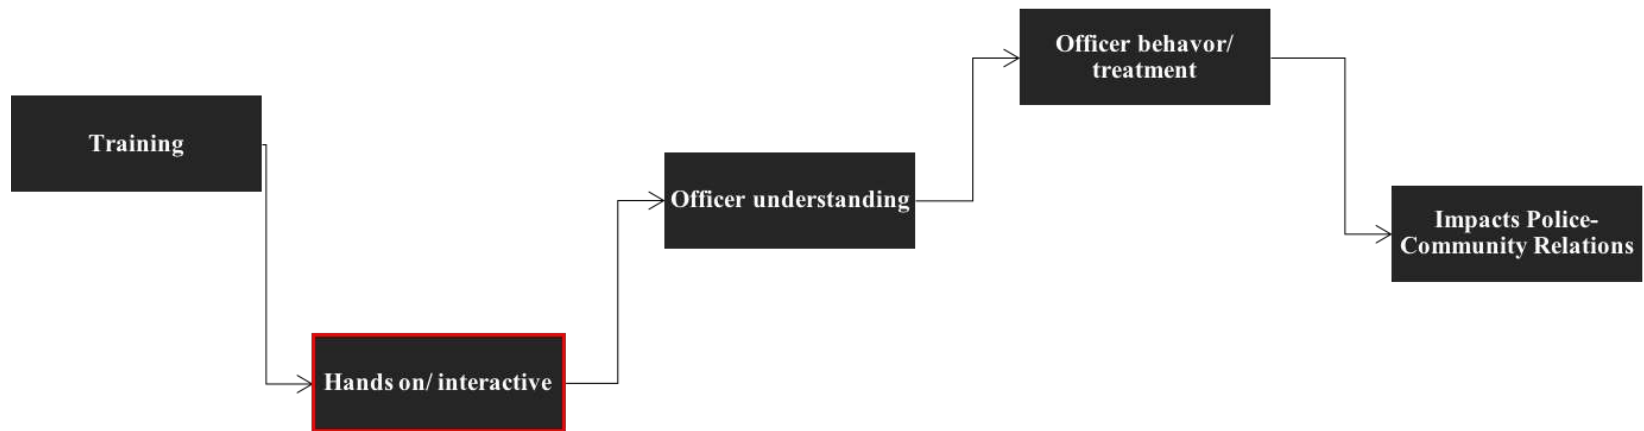 Training
Hands on/ interactive
Officer understanding
Officer behavor/
treatment
Impacts Police-
Community Relations